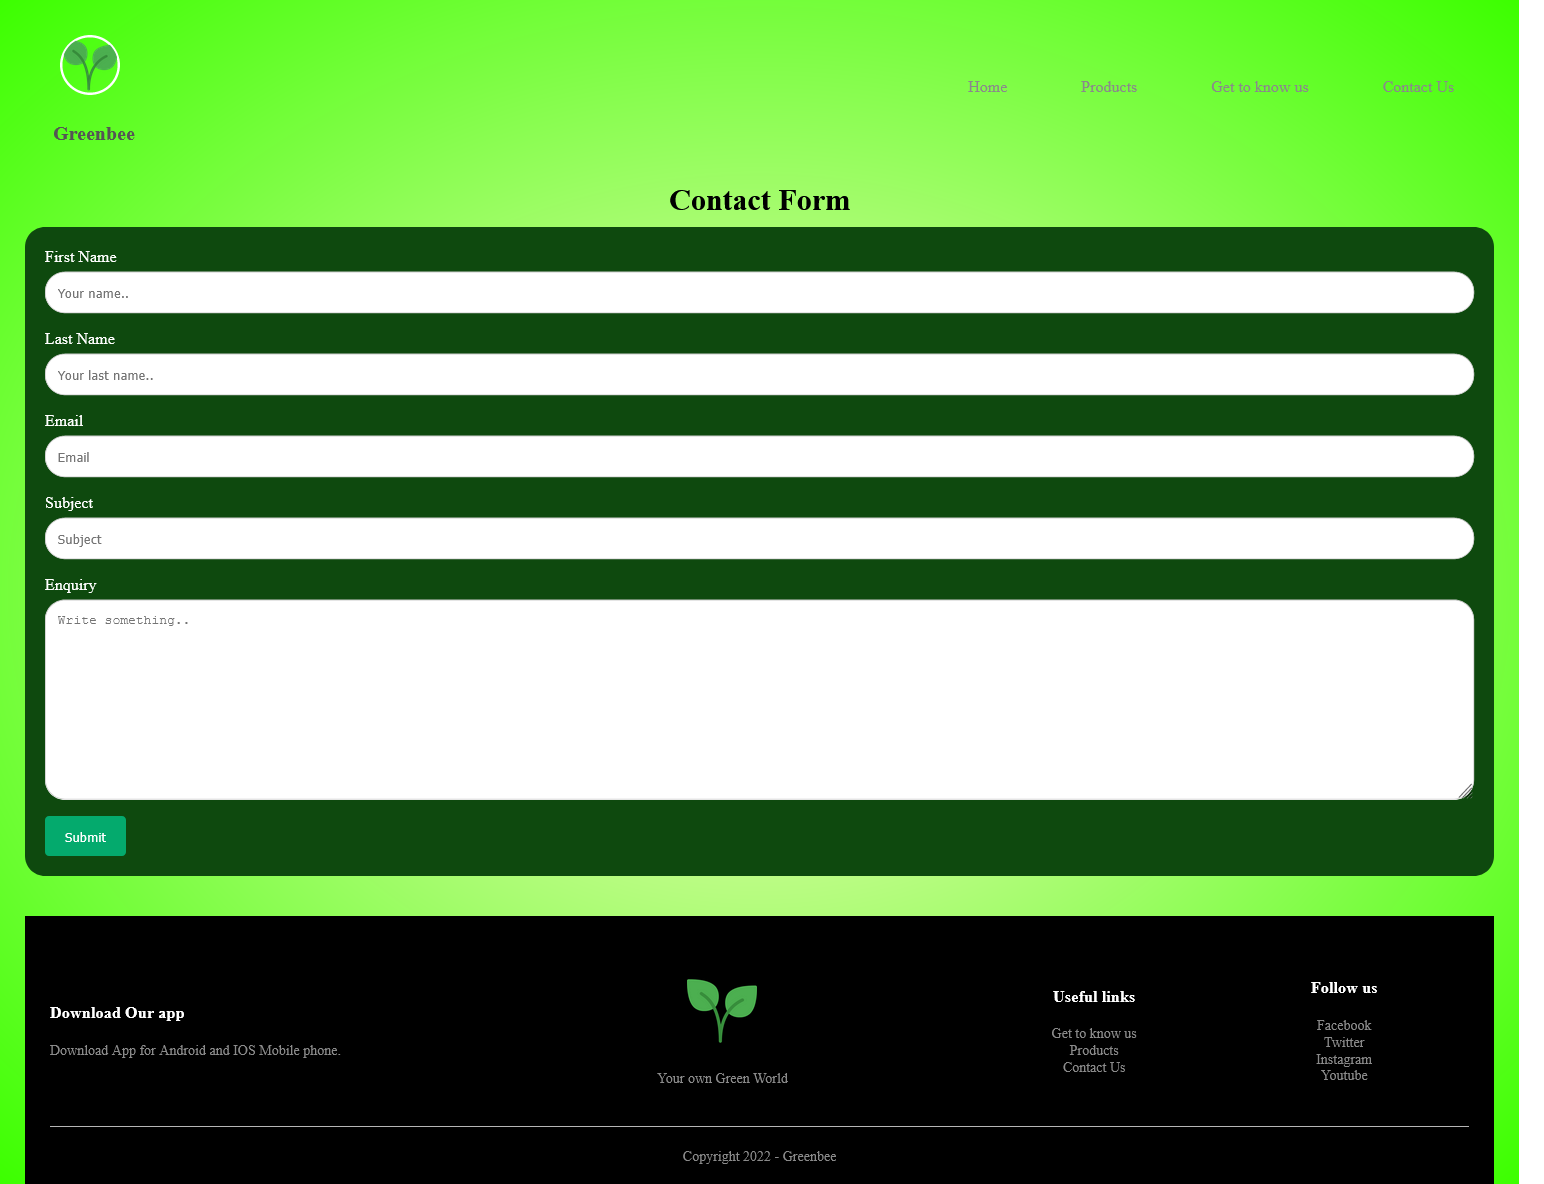 Home
Products
Get to know us
Contact Us
Greenbee
Contact Form
First Name
Your name..
Last Name
Your last name..
Email
Email
Subject
Subject
Enquiry
Write something..
Submit
Download Our app
Download App for Android and IOS Mobile phone.
Your own Green World
Useful links
Get to know us
Products
Contact Us
Follow us
Facebook
Twitter
Instagram
Youtube
Copyright 2022 - Greenbee